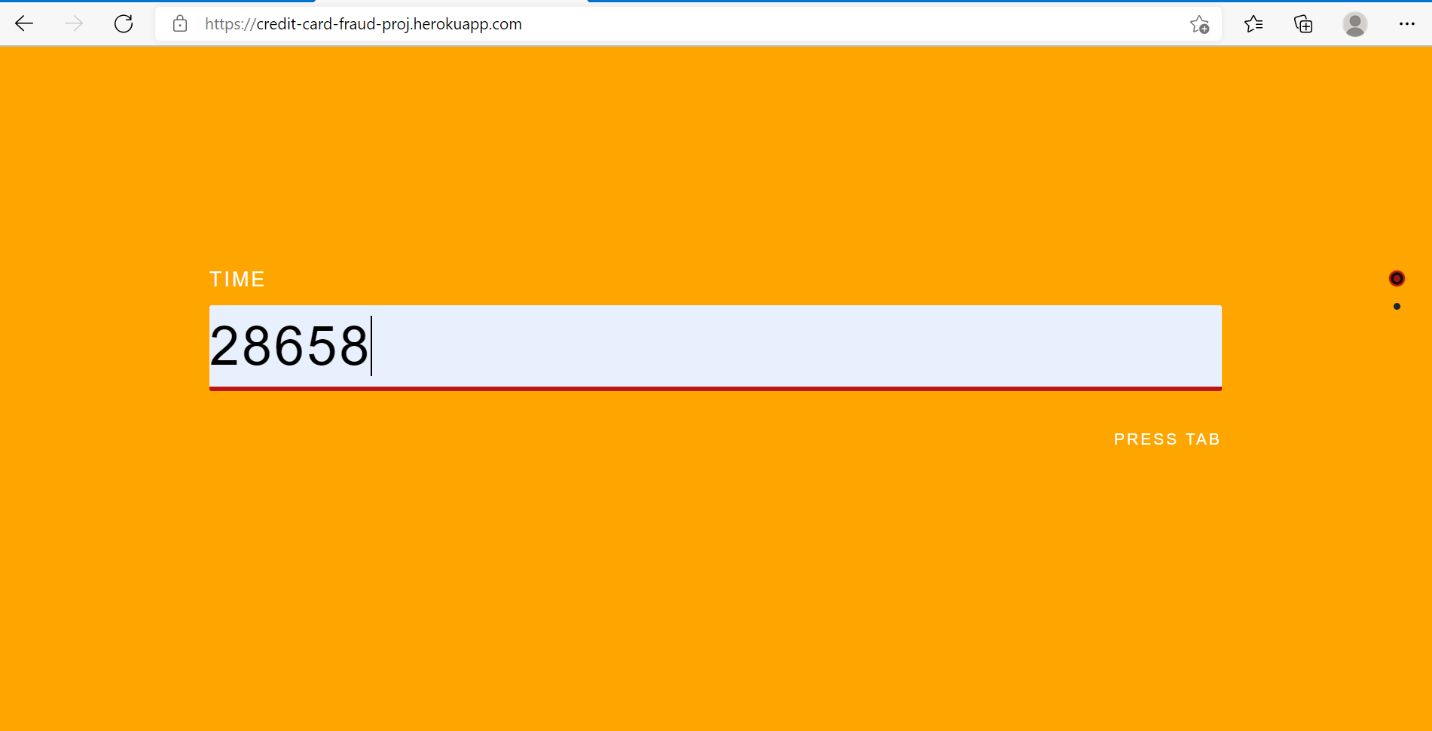 https://credit-card-fraud-proj.herokuapp.com
TIME
28658
PRESS TAB